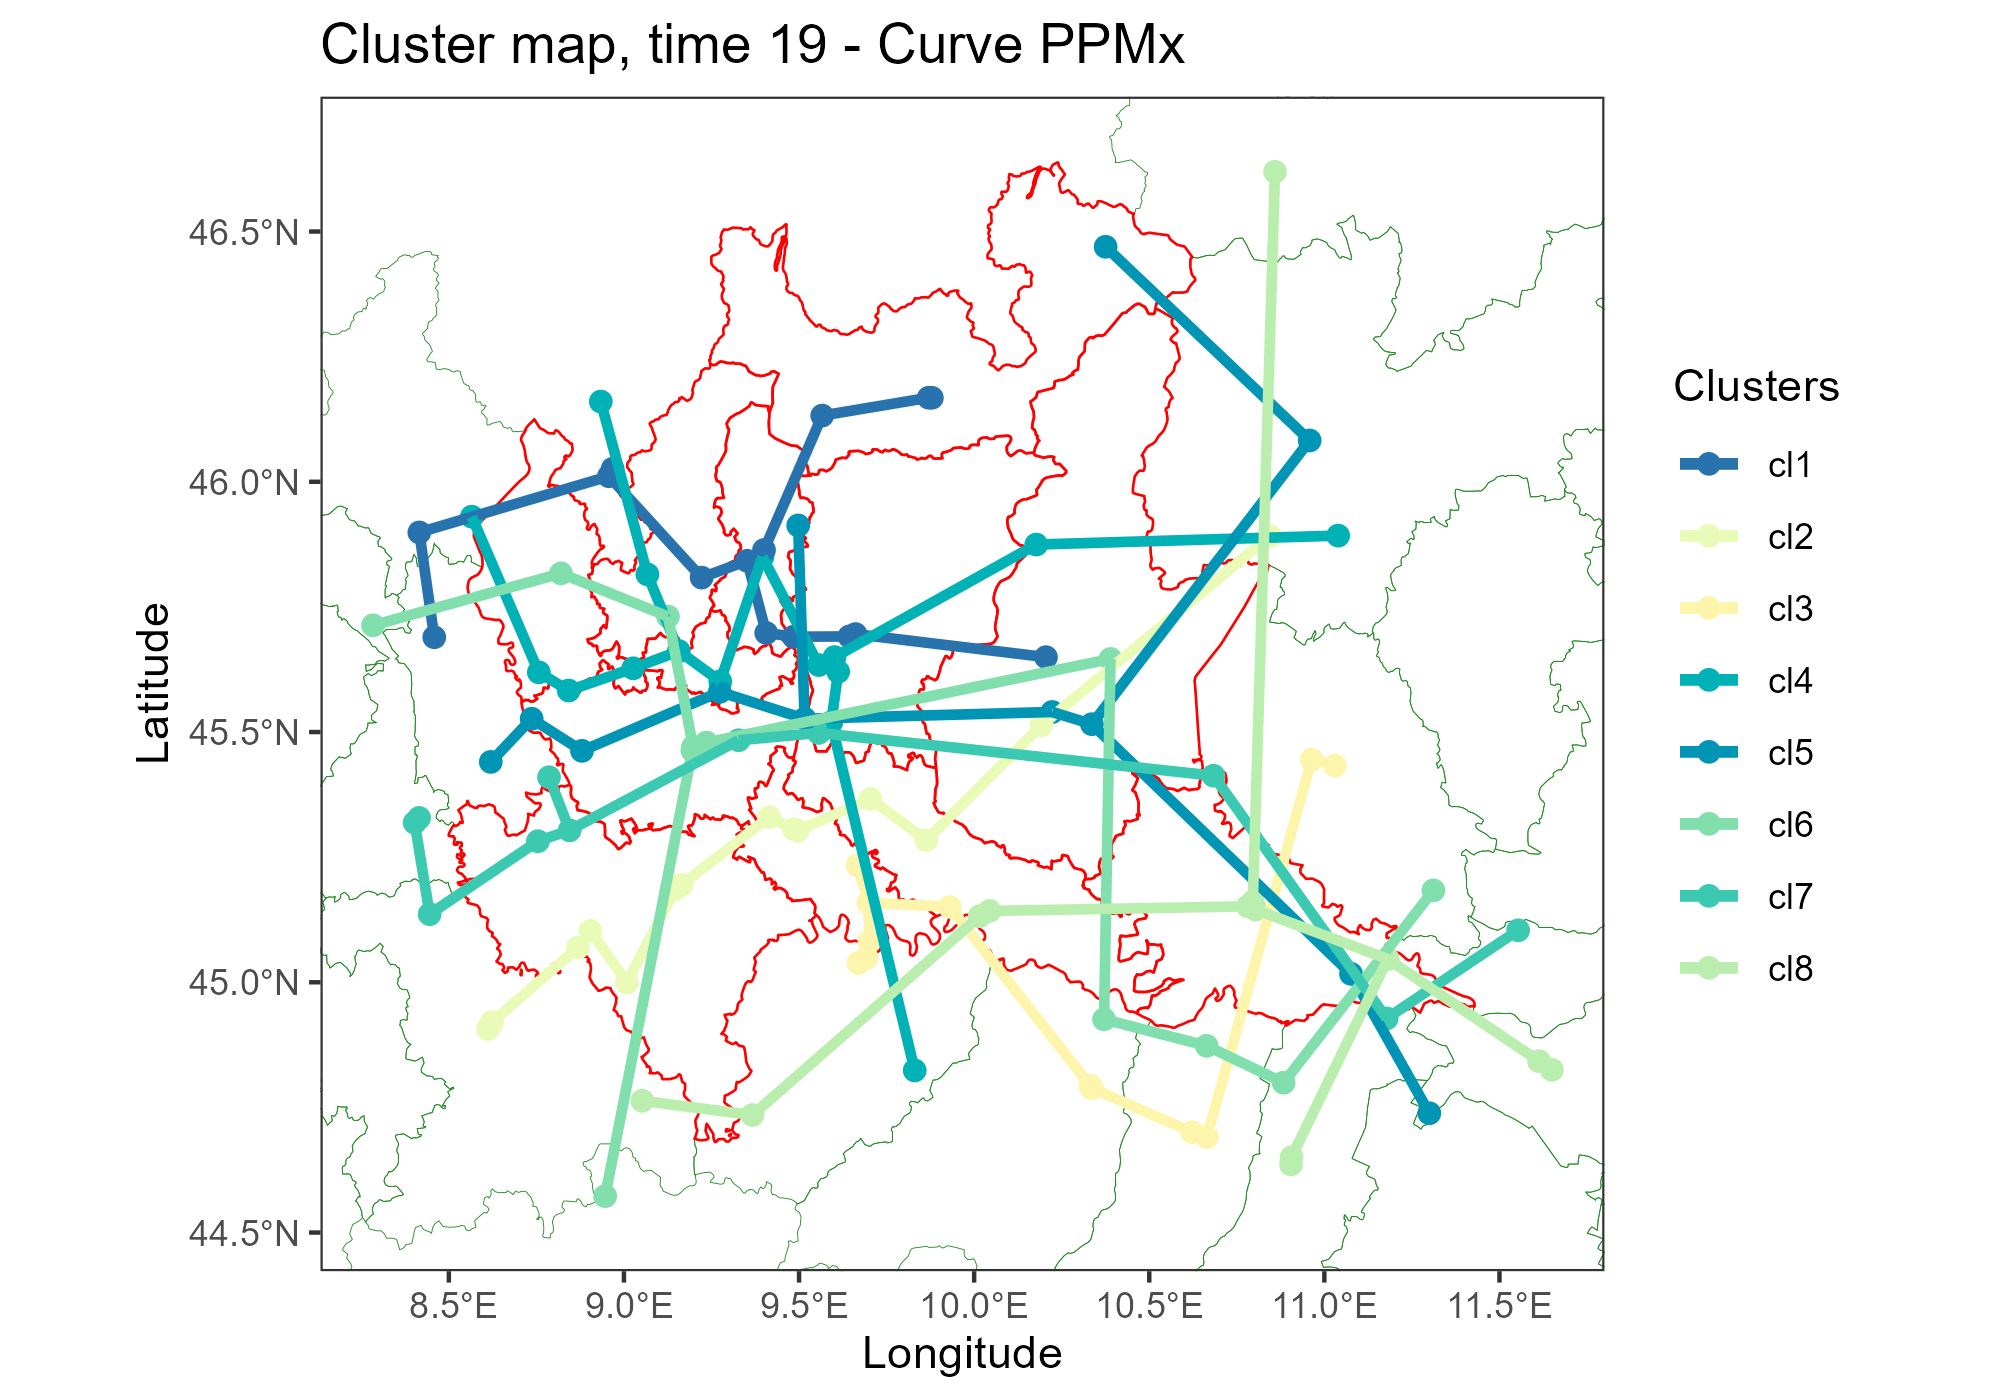 Cluster map, time 19 - Curve PPMx
46.5°N
46.0°N
45.5°N
45.0°N
44.5°N
Latitude
8.5°E
9.0°E
9.5°E
10.0°E
10.5°E
11.0°E
11.5°E
Longitude
Clusters
cl1
cl2
cl3
cl4
cl5
cl6
cl7
cl8